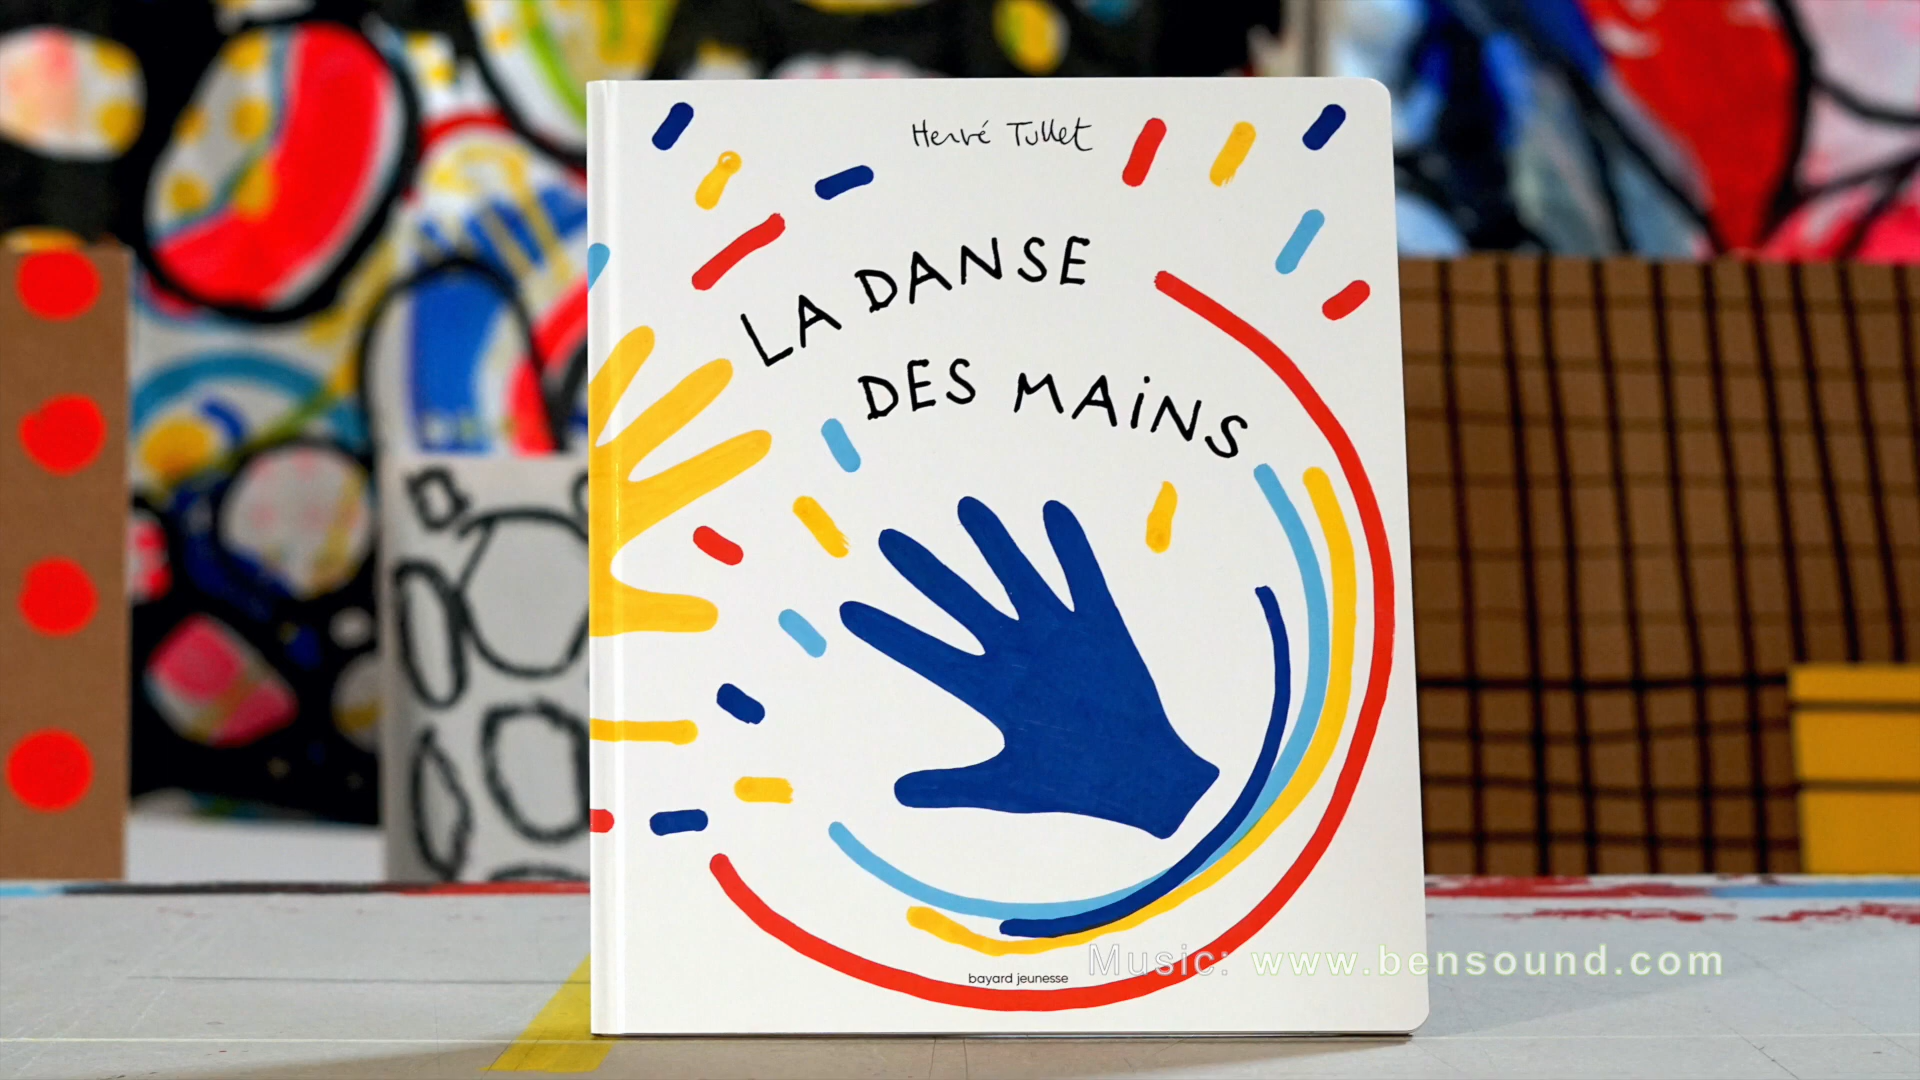 Hervé Tullet
LA DANSE
DES MAiNS
bayard jeunesse
Music: www.bensound.com